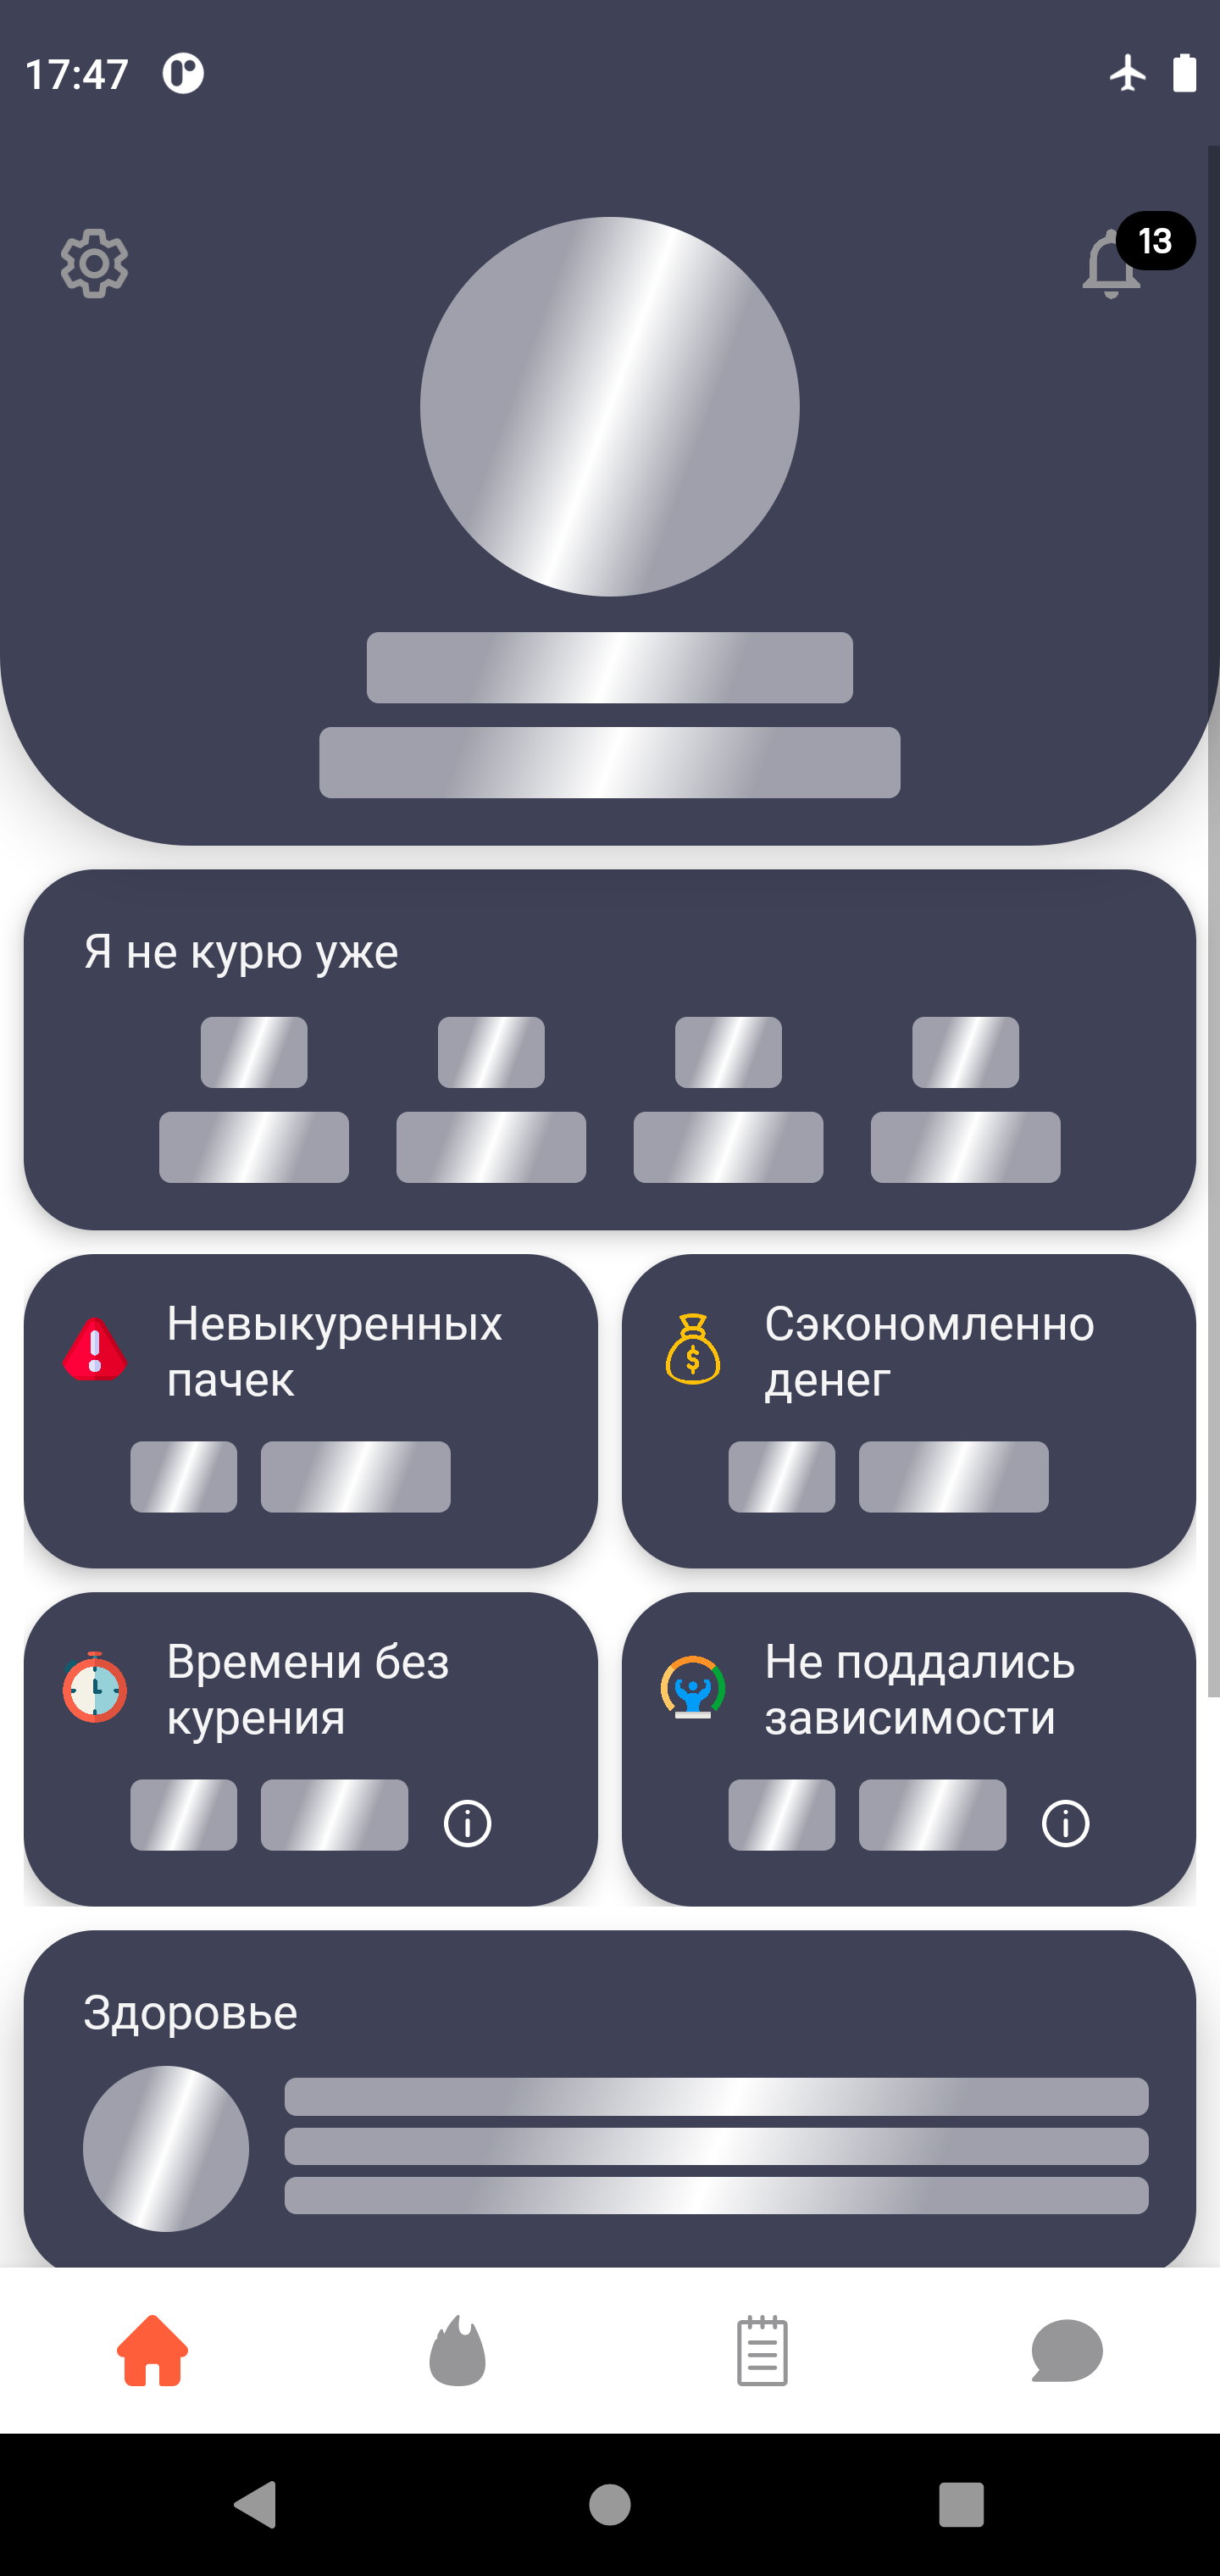 17:47
13
Я не курю уже
Невыкуренных
пачек
Сэкономленно
денег
Времени без
курения
Не поддались
зависимости
Здоровье